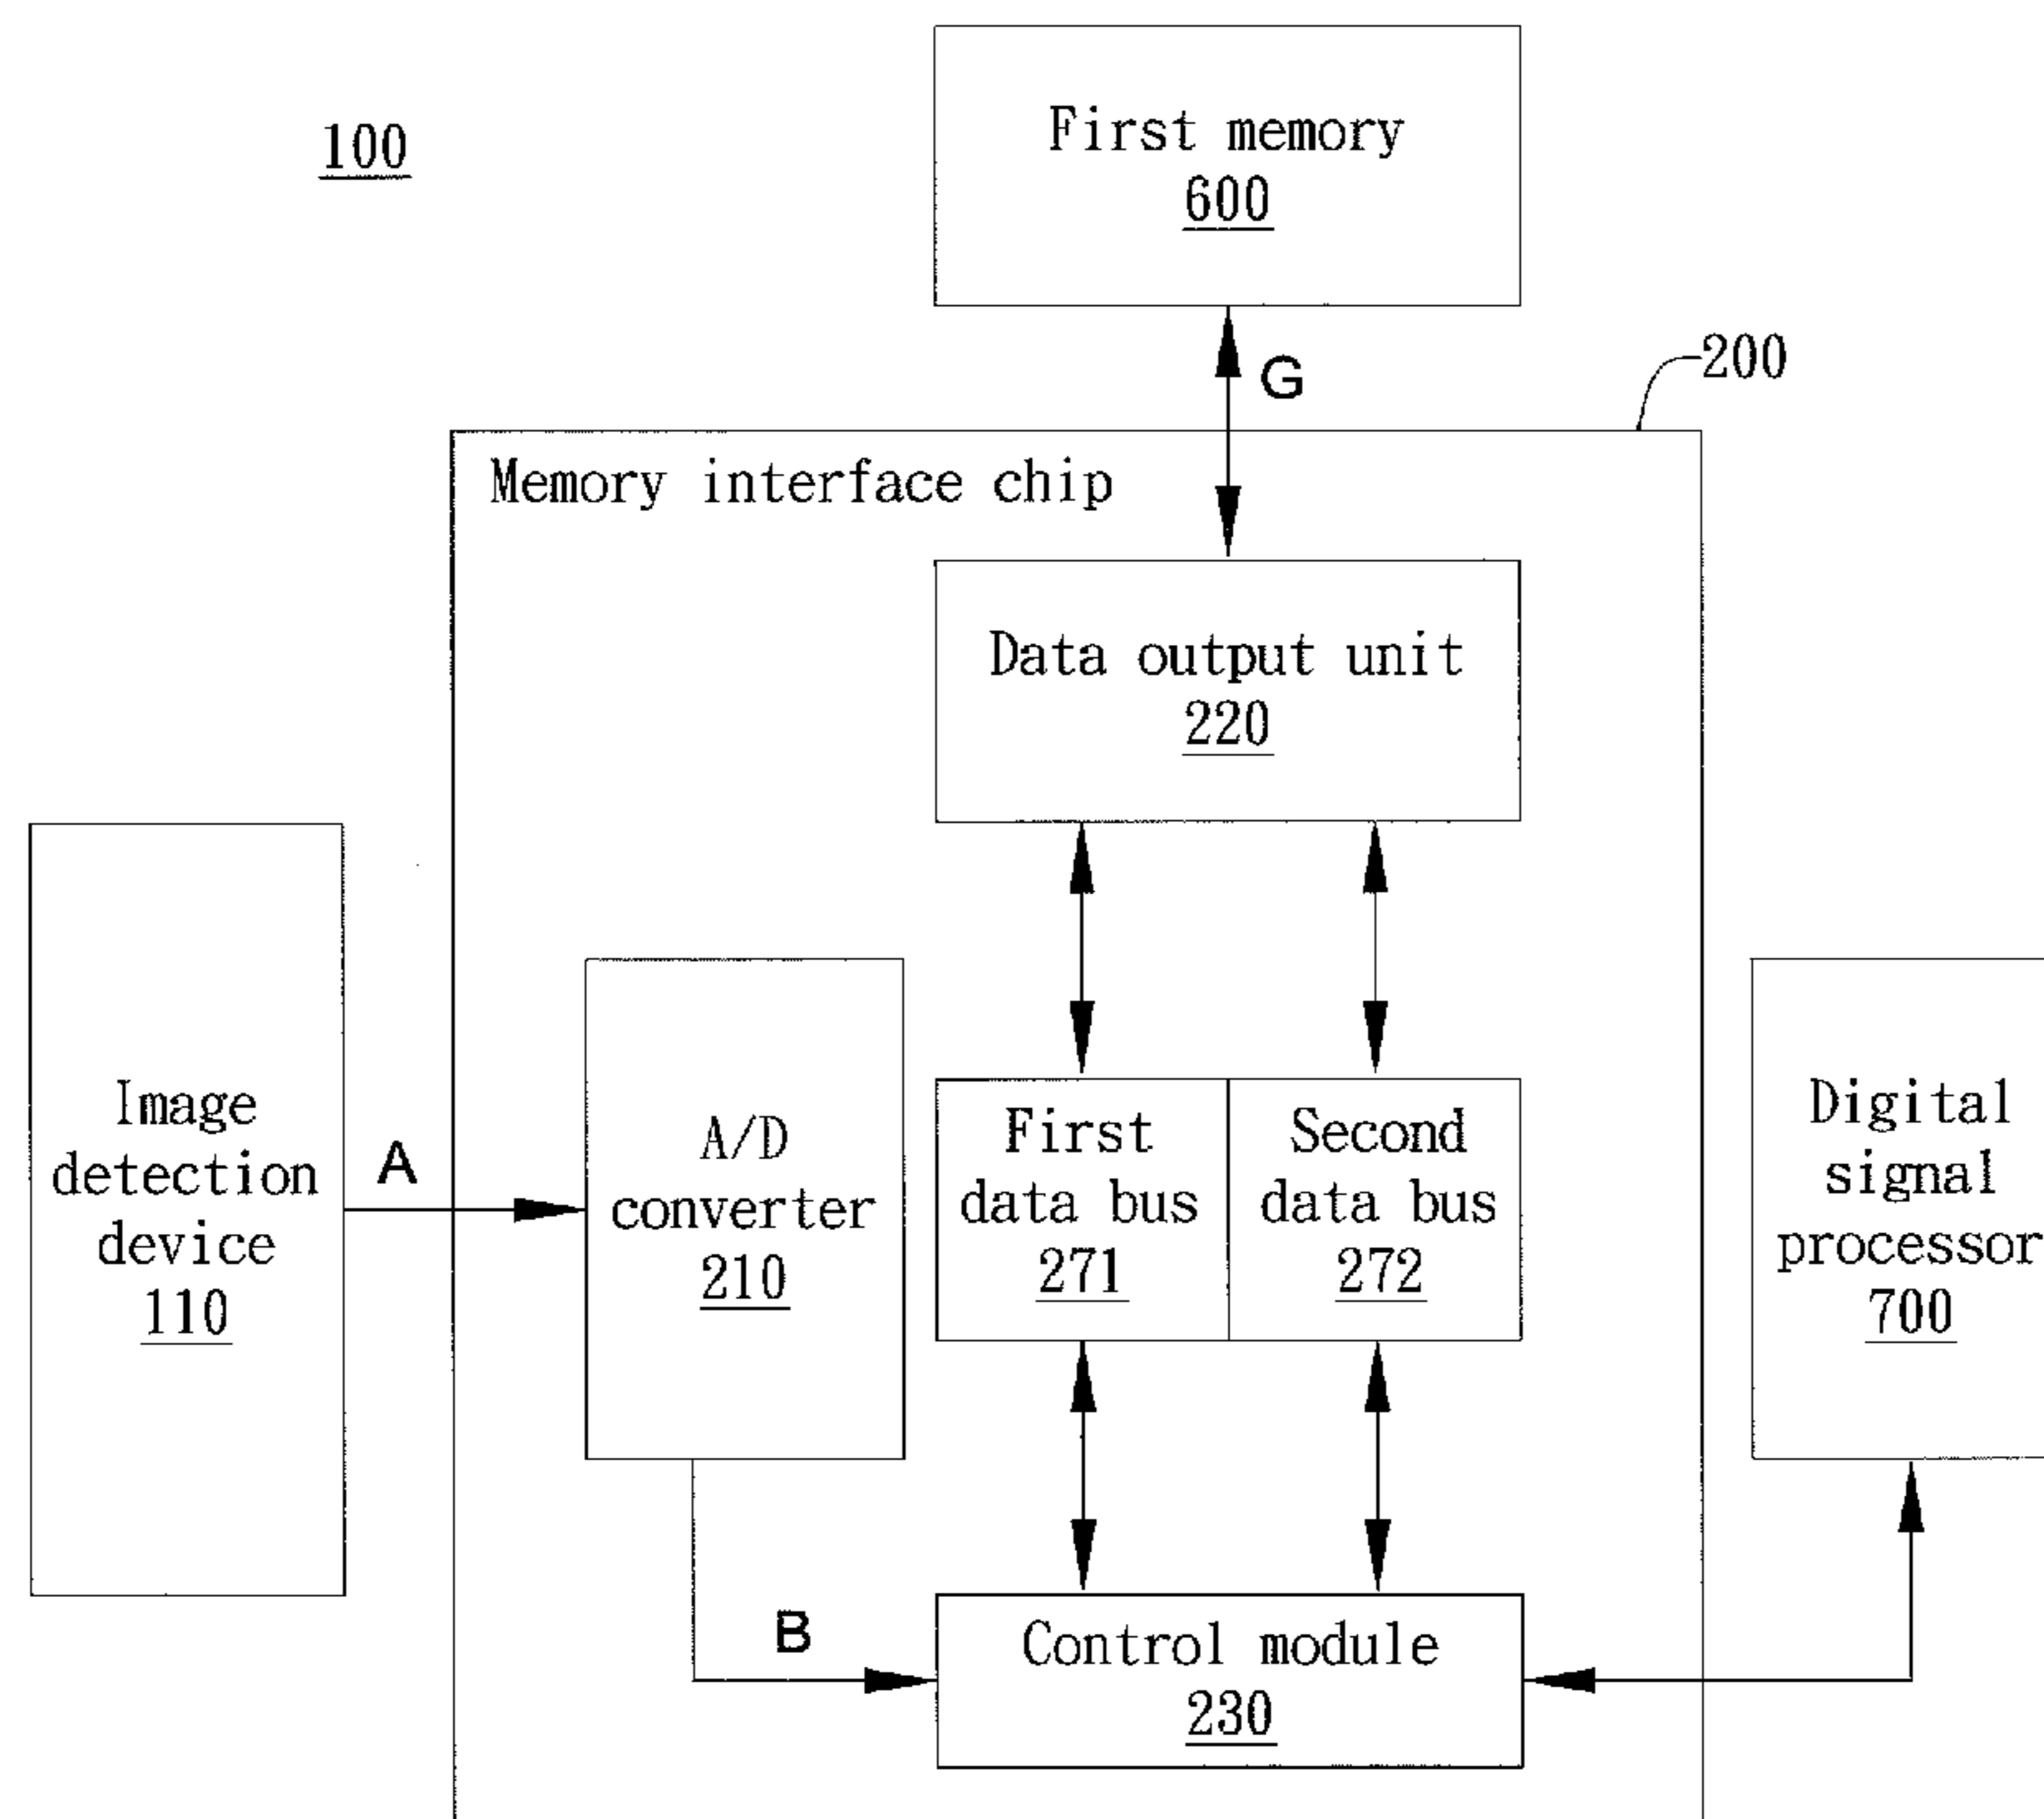 100
First memory
600
G
200
Memory interface chip
Data output unit
220
Image
detection
device
110
A
A/D
converter
210
First
data bus
271
Second
data bus
272
Digital
signal
processor
700
B
Control module
230